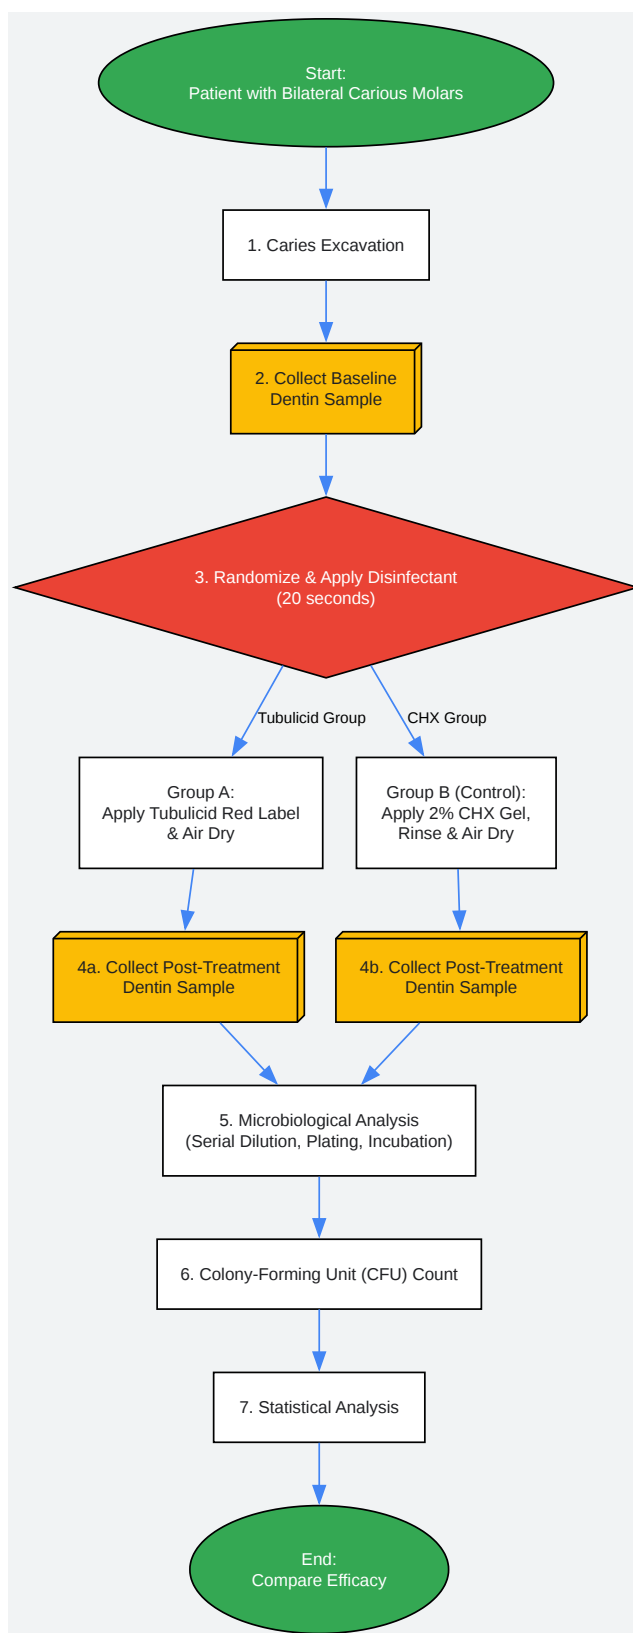 Start:
Patient with Bilateral Carious Molars
1. Caries Excavation
2. Collect Baseline
Dentin Sample
3. Randomize & Apply Disinfectant
(20 seconds)
Tubulicid Group
CHX Group
Group A:
Apply Tubulicid Red Label
& Air Dry
Group B (Control):
Apply 2% CHX Gel,
Rinse & Air Dry
4a. Collect Post-Treatment
Dentin Sample
4b. Collect Post-Treatment
Dentin Sample
5. Microbiological Analysis
(Serial Dilution, Plating, Incubation)
6. Colony-Forming Unit (CFU) Count
7. Statistical Analysis
End:
Compare Efficacy